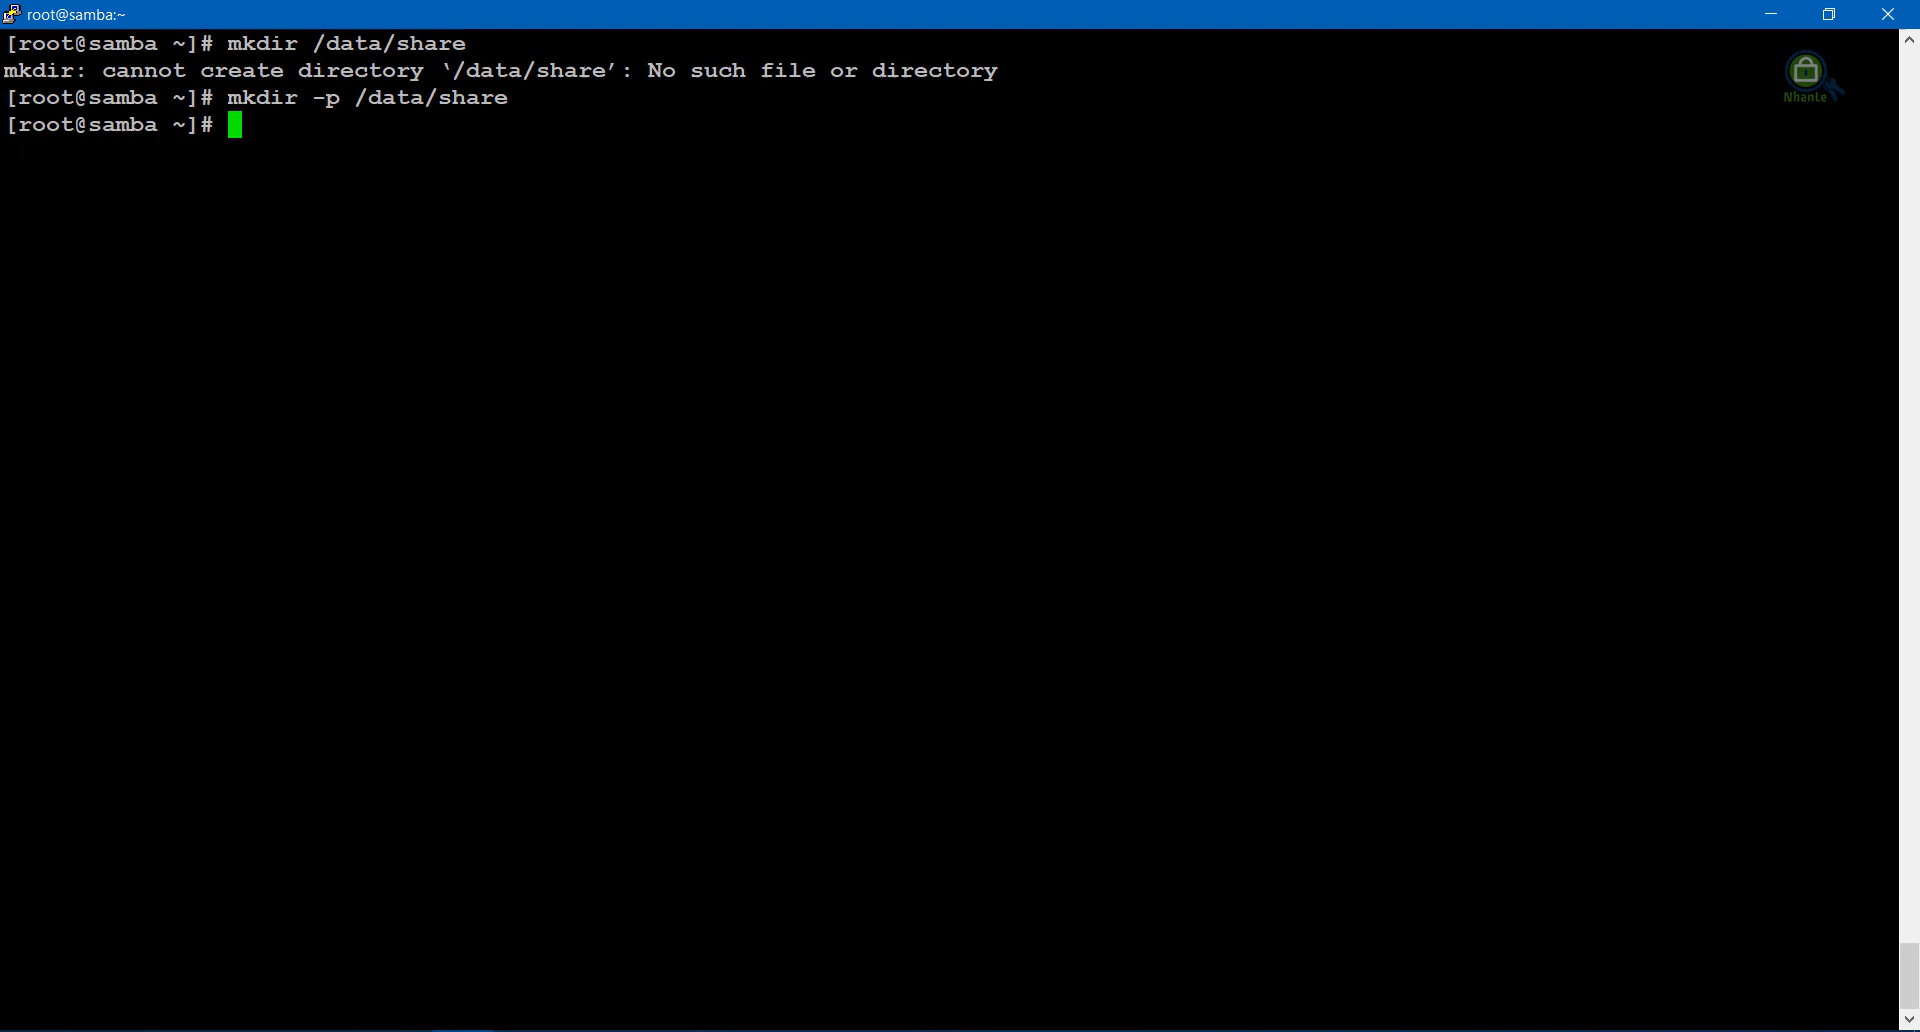 root@samba:~
[root@samba ~]# mkdir /data/share
mkdir: cannot create directory ‘/data/share’: No such file or directory
[root@samba ~]# mkdir -p /data/share
[root@samba ~]#
NhanLe